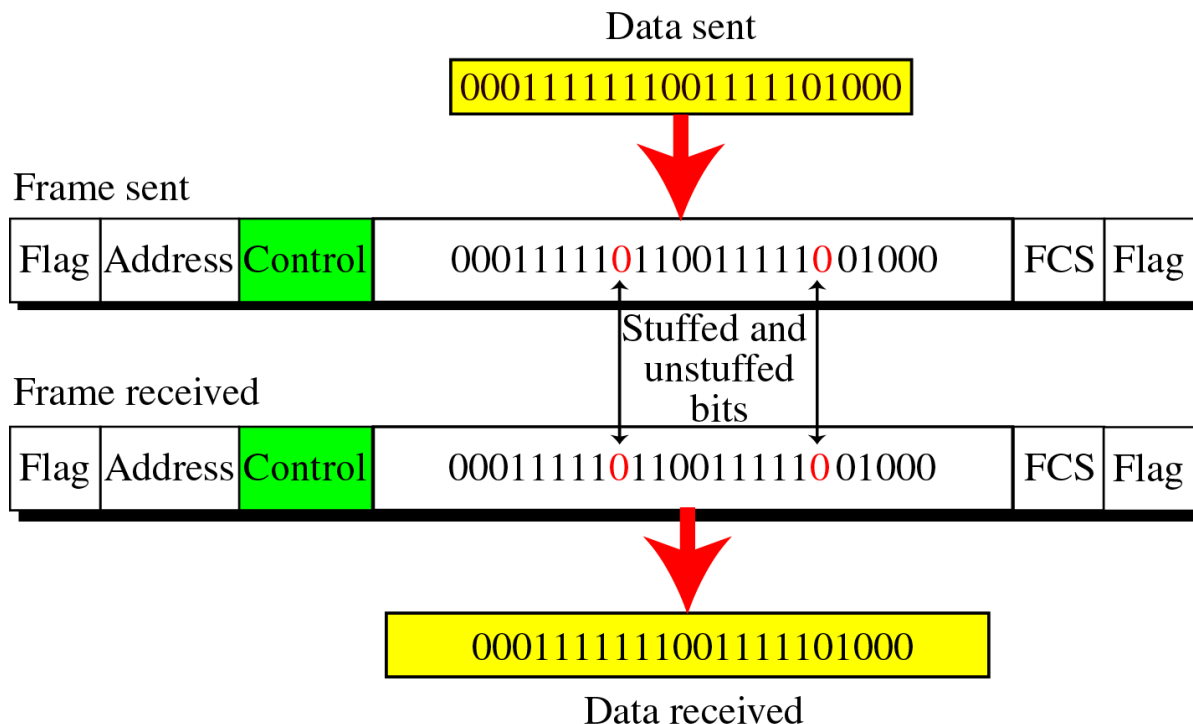 Data sent
0001111111001111101000
Frame sent
Flag Address Control 000111110110011111001000 FCS Flag
Stuffed and
unstuffed
bits
Frame received
Flag Address Control 000111110110011111001000 FCS Flag
0001111111001111101000
Data received